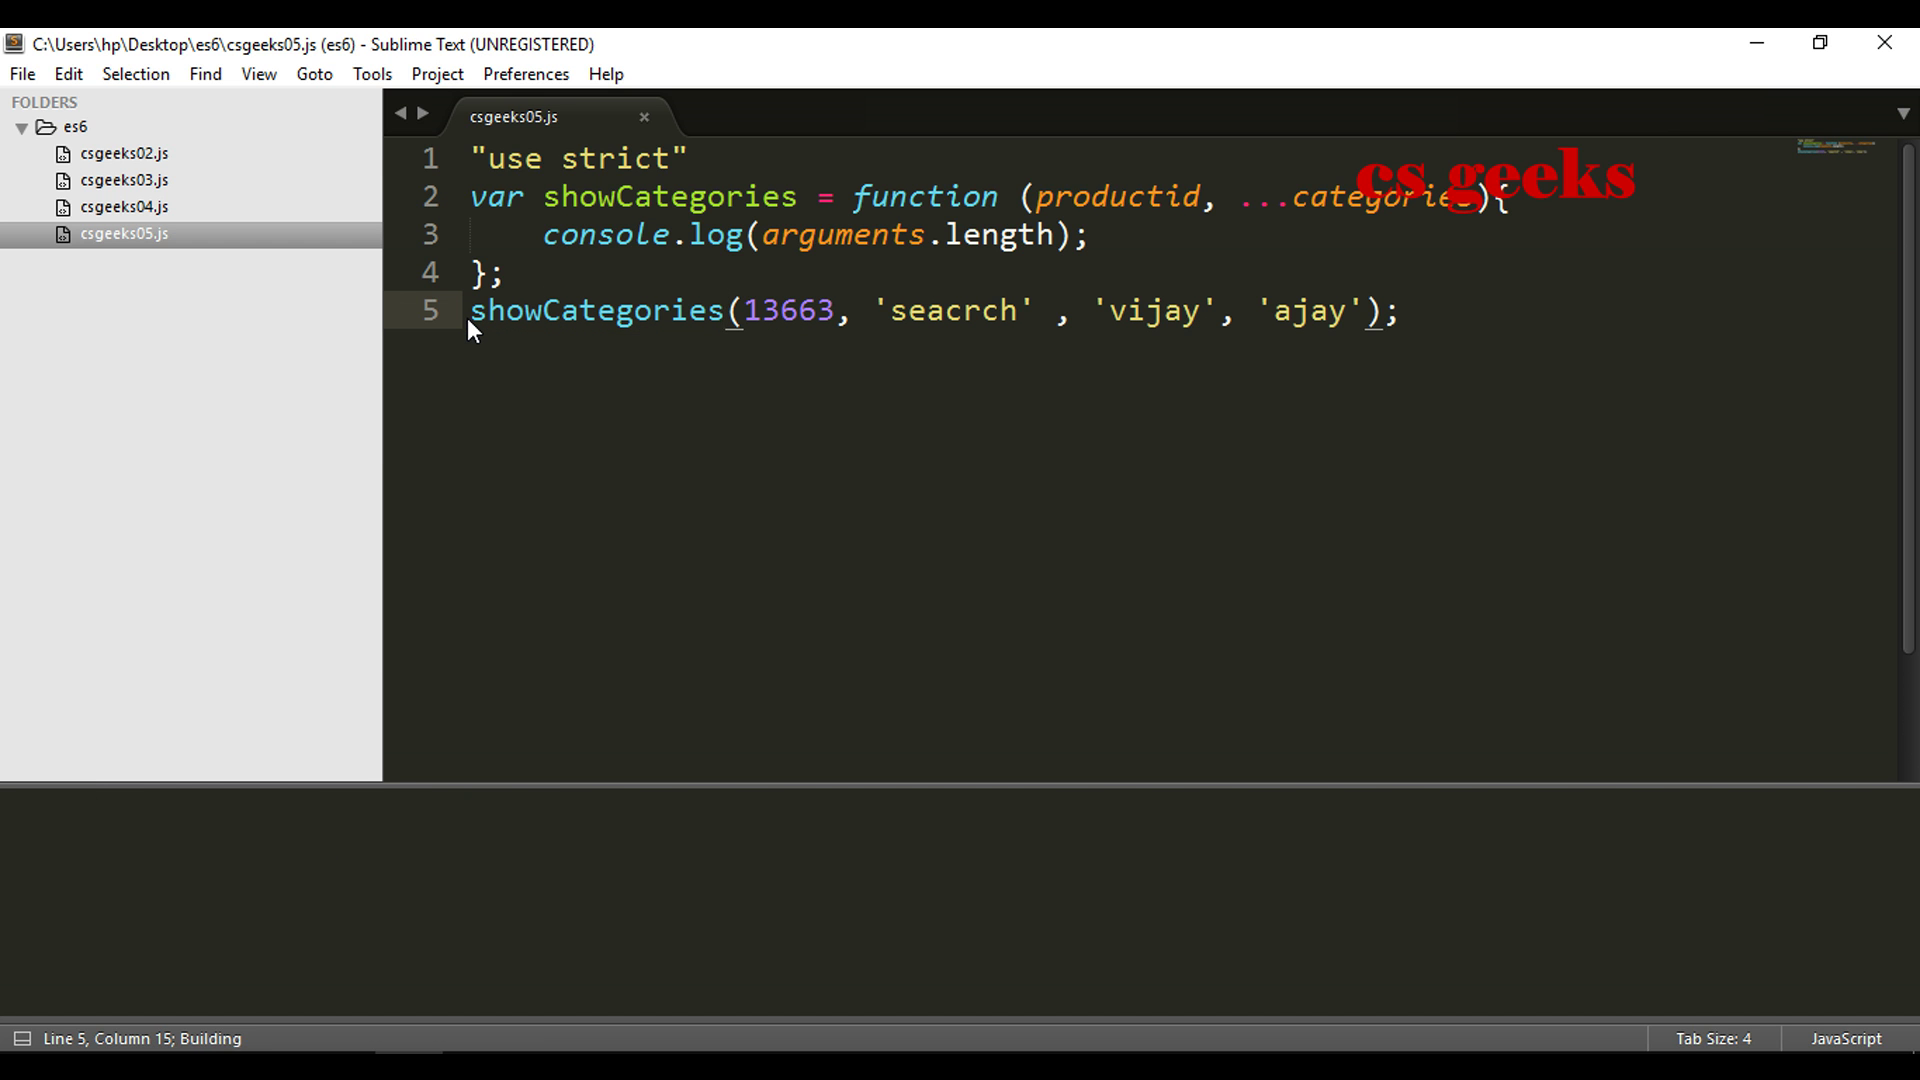 C:\Users\hp\Desktop\es6\csgeeks05.js (es6) - Sublime Text (UNREGISTERED)
File Edit Selection Find View Goto Tools Project Preferences Help
FOLDERS
es6
csgeeks02.js
csgeeks03.js
csgeeks04.js
csgeeks05.js
csgeeks05.js
cs geeks
1 "use strict"
2 var showCategories = function (productid, ...categories){
3 console.log(arguments.length);
4 };
5 showCategories(13663, 'seacrch' , 'vijay', 'ajay');
Line 5, Column 15; Building
Tab Size: 4
JavaScript